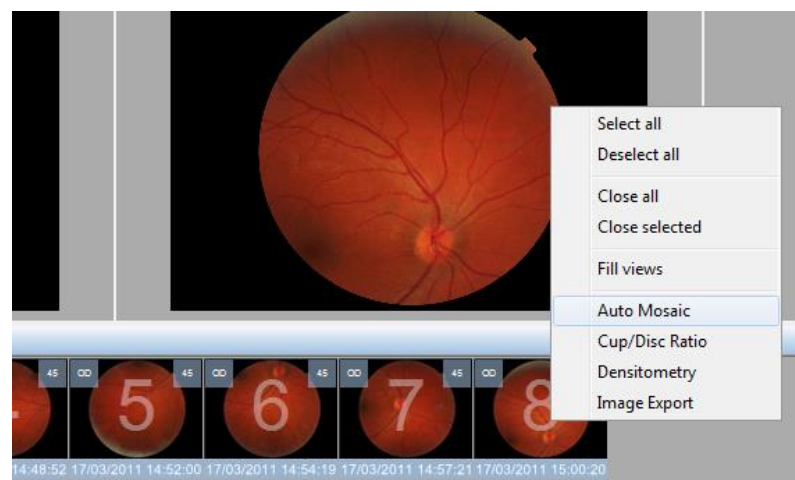 Select all
Deselect all
Close all
Close selected
Fill views
Auto Mosaic
Cup/Disc Ratio
Densitometry
Image Export
45 OD 45 OD 45 OD 45 OD
4 5 6 7 8
14:48:52 17/03/2011 14:52:00 17/03/2011 14:54:19 17/03/2011 14:57:21 17/03/2011 15:00:20